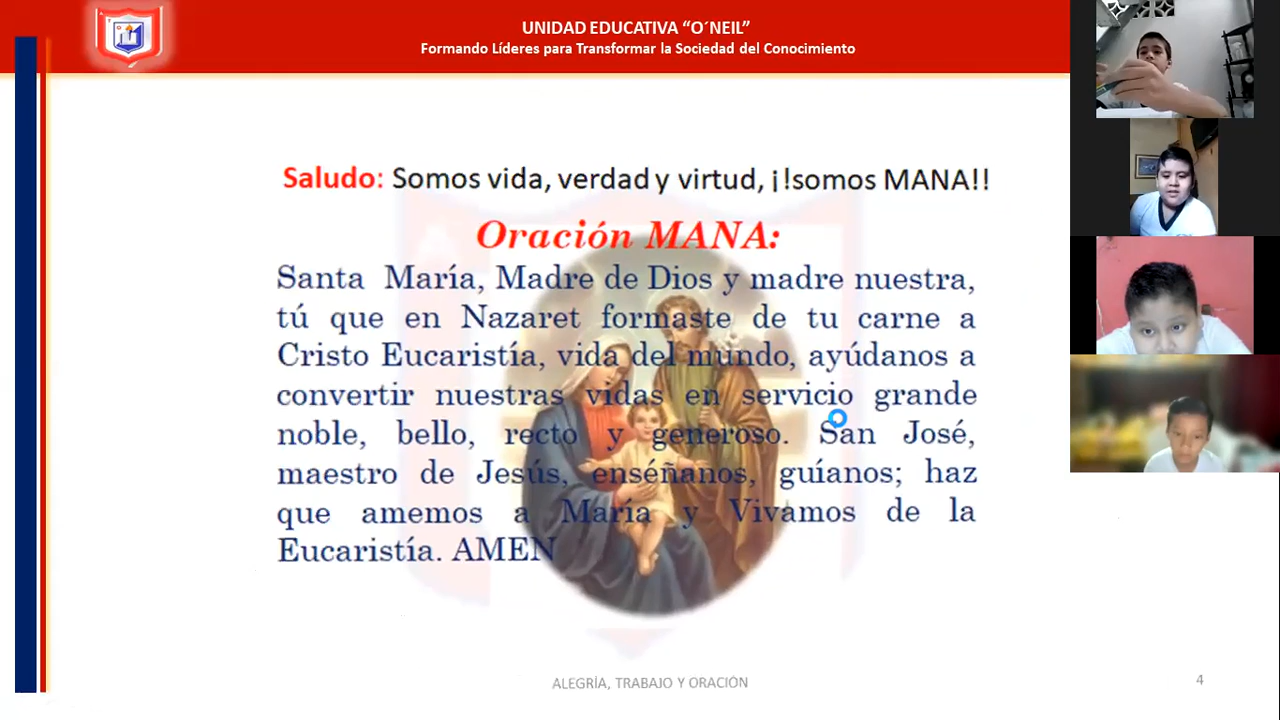 UNIDAD EDUCATIVA “O´NEIL”
Formando Líderes para Transformar la Sociedad del Conocimiento
Saludo: Somos vida, verdad y virtud, ¡!somos MANA!!
Oración MANA:
Santa María, Madre de Dios y madre nuestra,
tú que en Nazaret formaste de tu carne a
Cristo Eucaristía, vida del mundo, ayúdanos a
convertir nuestras vidas en servicio grande
noble, bello, recto y generoso. San José,
maestro de Jesús, enséñanos, guíanos; haz
que amemos a María y Vivamos de la
Eucaristía. AMEN
ALEGRÍA, TRABAJO Y ORACIÓN
4